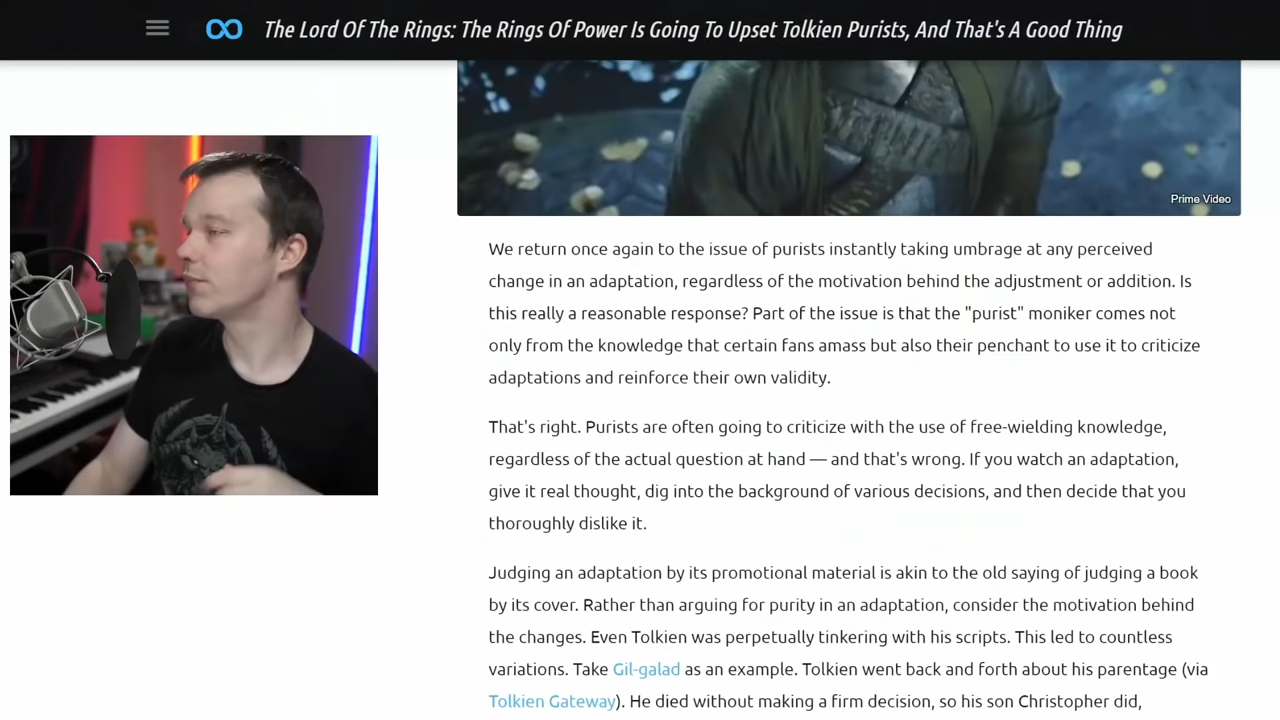 The Lord Of The Rings: The Rings Of Power Is Going To Upset Tolkien Purists, And That's A Good Thing
Prime Video
We return once again to the issue of purists instantly taking umbrage at any perceived
change in an adaptation, regardless of the motivation behind the adjustment or addition. Is
this really a reasonable response? Part of the issue is that the "purist" moniker comes not
only from the knowledge that certain fans amass but also their penchant to use it to criticize
adaptations and reinforce their own validity.
That's right. Purists are often going to criticize with the use of free-wielding knowledge,
regardless of the actual question at hand — and that's wrong. If you watch an adaptation,
give it real thought, dig into the background of various decisions, and then decide that you
thoroughly dislike it.
Judging an adaptation by its promotional material is akin to the old saying of judging a book
by its cover. Rather than arguing for purity in an adaptation, consider the motivation behind
the changes. Even Tolkien was perpetually tinkering with his scripts. This led to countless
variations. Take Gil-galad as an example. Tolkien went back and forth about his parentage (via
Tolkien Gateway). He died without making a firm decision, so his son Christopher did,